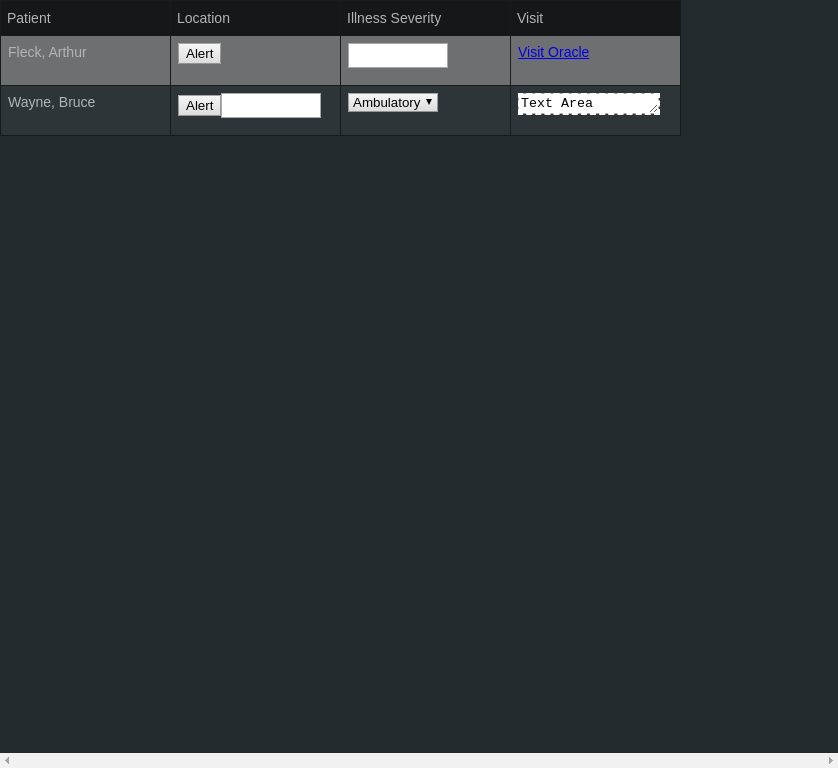 Patient Location Illness Severity Visit
Fleck, Arthur Alert Visit Oracle
Wayne, Bruce Alert Ambulatory Text Area